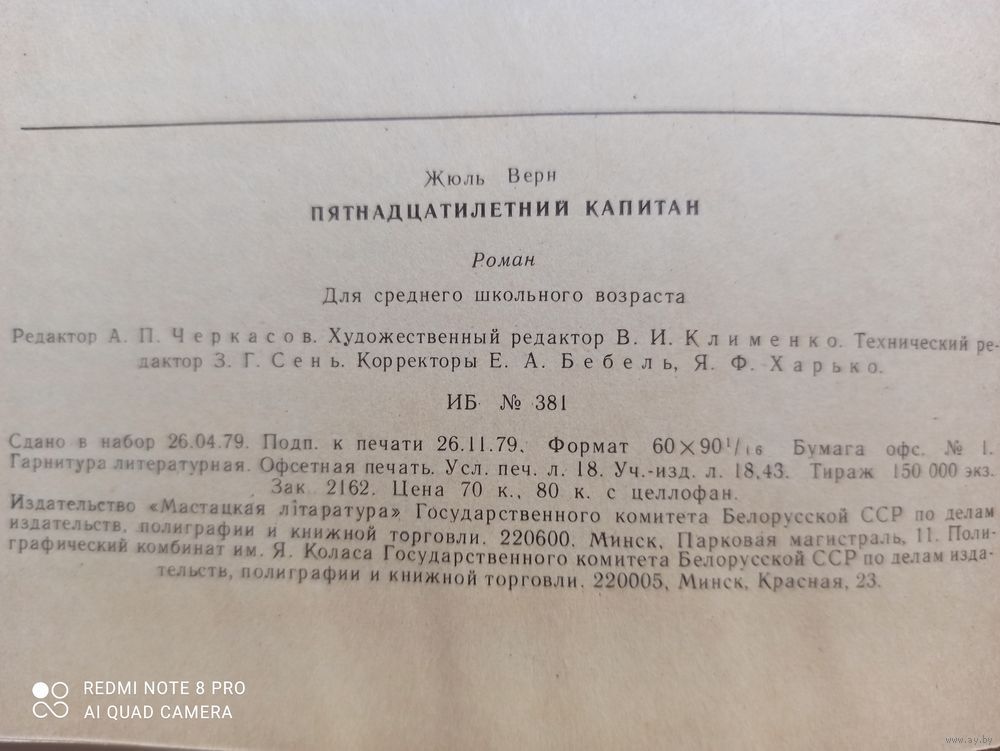 Жюль Верн
ПЯТНАДЦАТИЛЕТНИЙ КАПИТАН
Роман
Для среднего школьного возраста
Редактор А. П. Черкасов. Художественный редактор В. И. Клименко. Технический ре-
дактор З. Г. Сень. Корректоры Е. А. Бебель, Я. Ф. Харько.
ИБ № 381
Сдано в набор 26.04.79. Подп. к печати 26.11.79. Формат 60×90¹/₁₆ Бумага офс. № 1.
Гарнитура литературная. Офсетная печать. Усл. печ. л. 18. Уч.-изд. л. 18,43. Тираж 150 000 экз.
Зак. 2162. Цена 70 к., 80 к. с целлофан.
Издательство «Мастацкая літаратура» Государственного комитета Белорусской ССР по делам
издательств, полиграфии и книжной торговли. 220600. Минск, Парковая магистраль, 11. Поли-
графический комбинат им. Я. Коласа Государственного комитета Белорусской ССР по делам изда-
тельств, полиграфии и книжной торговли. 220005, Минск, Красная, 23.
REDMI NOTE 8 PRO
AI QUAD CAMERA
www.ay.by